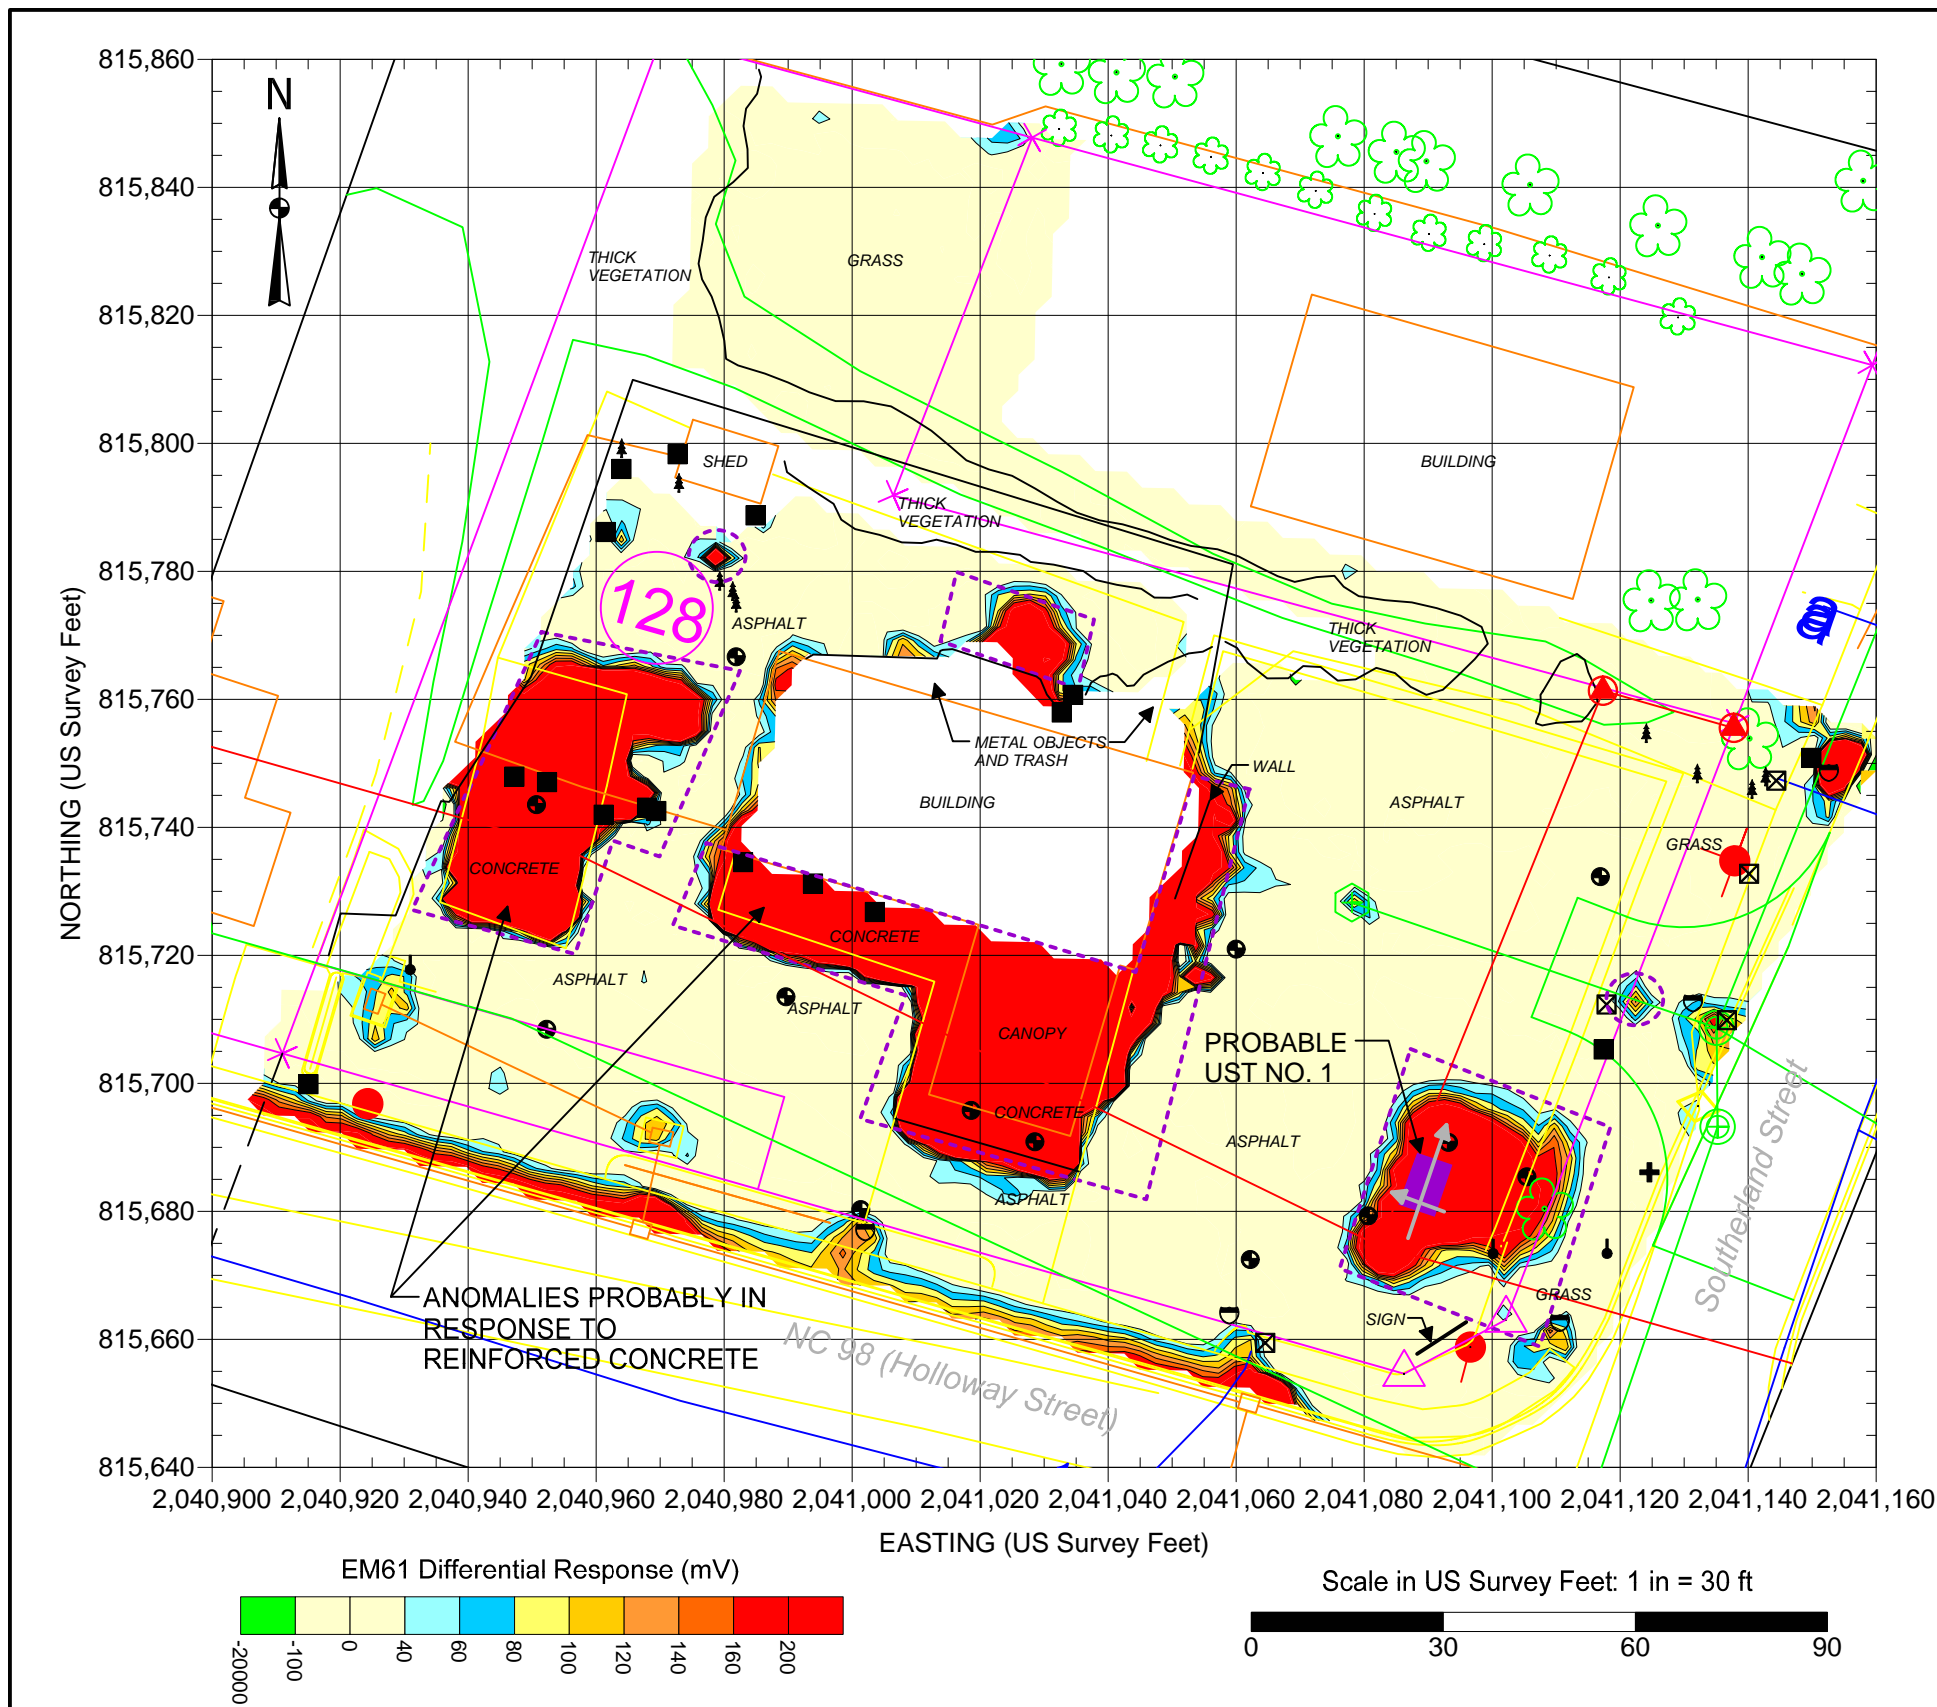 815,860
815,840
815,820
815,800
815,780
815,760
815,740
815,720
815,700
815,680
815,660
815,640
NORTHING (US Survey Feet)
N
THICK
VEGETATION
GRASS
SHED
THICK
VEGETATION
BUILDING
128
ASPHALT
THICK
VEGETATION
METAL OBJECTS
AND TRASH
WALL
BUILDING
ASPHALT
GRASS
CONCRETE
CONCRETE
ASPHALT
ASPHALT
CANOPY
PROBABLE
UST NO. 1
CONCRETE
ASPHALT
ASPHALT
Southerland Street
GRASS
SIGN
ANOMALIES PROBABLY IN
RESPONSE TO
REINFORCED CONCRETE
NC 98 (Holloway Street)
2,040,900 2,040,920 2,040,940 2,040,960 2,040,980 2,041,000 2,041,020 2,041,040 2,041,060 2,041,080 2,041,100 2,041,120 2,041,140 2,041,160
EASTING (US Survey Feet)
EM61 Differential Response (mV)
-20000 -100 0 40 60 80 100 120 140 160 200
Scale in US Survey Feet: 1 in = 30 ft
0 30 60 90